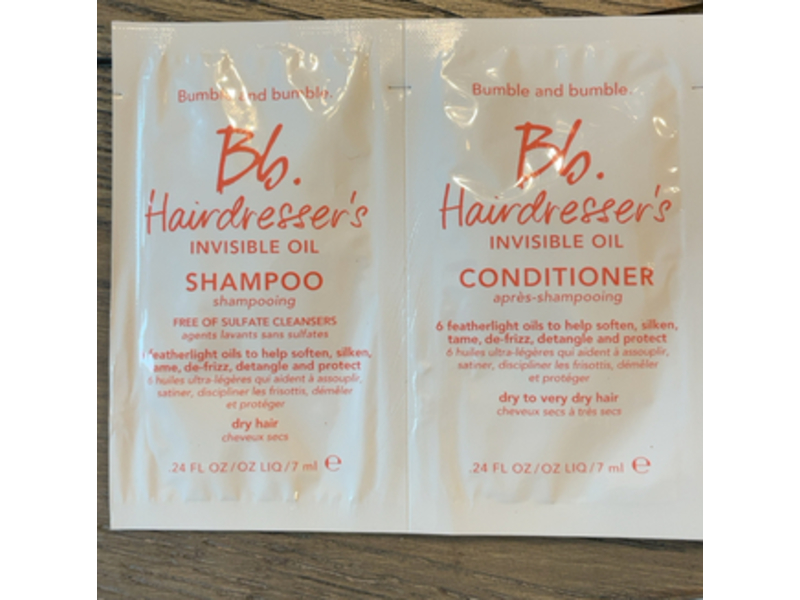 Bumble and bumble.
Bb.
Hairdresser's
INVISIBLE OIL
SHAMPOO
shampooing
FREE OF SULFATE CLEANSERS
agents lavants sans sulfates
featherlight oils to help soften, silken,
tame, de-frizz, detangle and protect
6 huiles ultra-légères qui aident à assouplir,
satiner, discipliner les frisottis, démêler
et protéger
dry hair
cheveux secs
.24 FL OZ/OZ LIQ/7 ml ℮
Bumble and bumble.
Bb.
Hairdresser's
INVISIBLE OIL
CONDITIONER
après-shampooing
6 featherlight oils to help soften, silken,
tame, de-frizz, detangle and protect
6 huiles ultra-légères qui aident à assouplir,
satiner, discipliner les frisottis, démêler
et protéger
dry to very dry hair
cheveux secs à très secs
.24 FL OZ/OZ LIQ/7 ml ℮